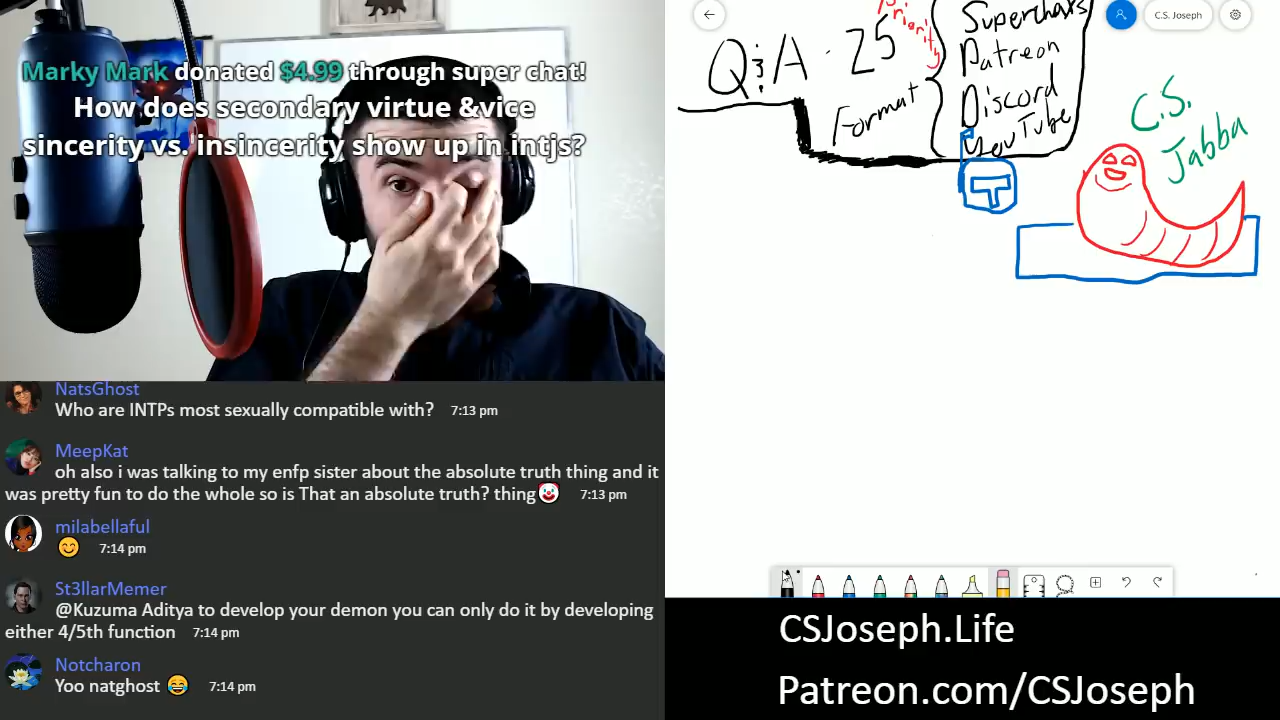 Marky Mark donated $4.99 through super chat!
How does secondary virtue &vice
sincerity vs. insincerity show up in intjs?
NatsGhost
Who are INTPs most sexually compatible with? 7:13 pm
MeepKat
oh also i was talking to my enfp sister about the absolute truth thing and it
was pretty fun to do the whole so is That an absolute truth? thing🤡 7:13 pm
milabellaful
😊 7:14 pm
St3llarMemer
@Kuzuma Aditya to develop your demon you can only do it by developing
either 4/5th function 7:14 pm
Notcharon
Yoo natghost 😂 7:14 pm
C.S. Joseph
Q&A · 25
Priority
Format
Superchats
Patreon
Discord
YouTube
T
C.S.
Jabba
CSJoseph.Life
Patreon.com/CSJoseph